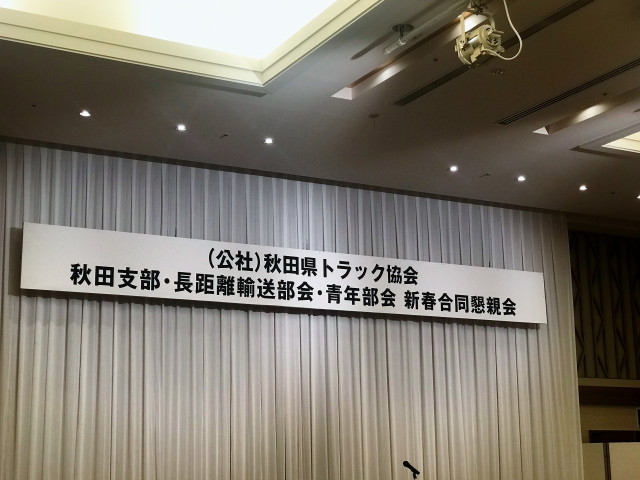 (公社)秋田県トラック協会
秋田支部・長距離輸送部会・青年部会 新春合同懇親会